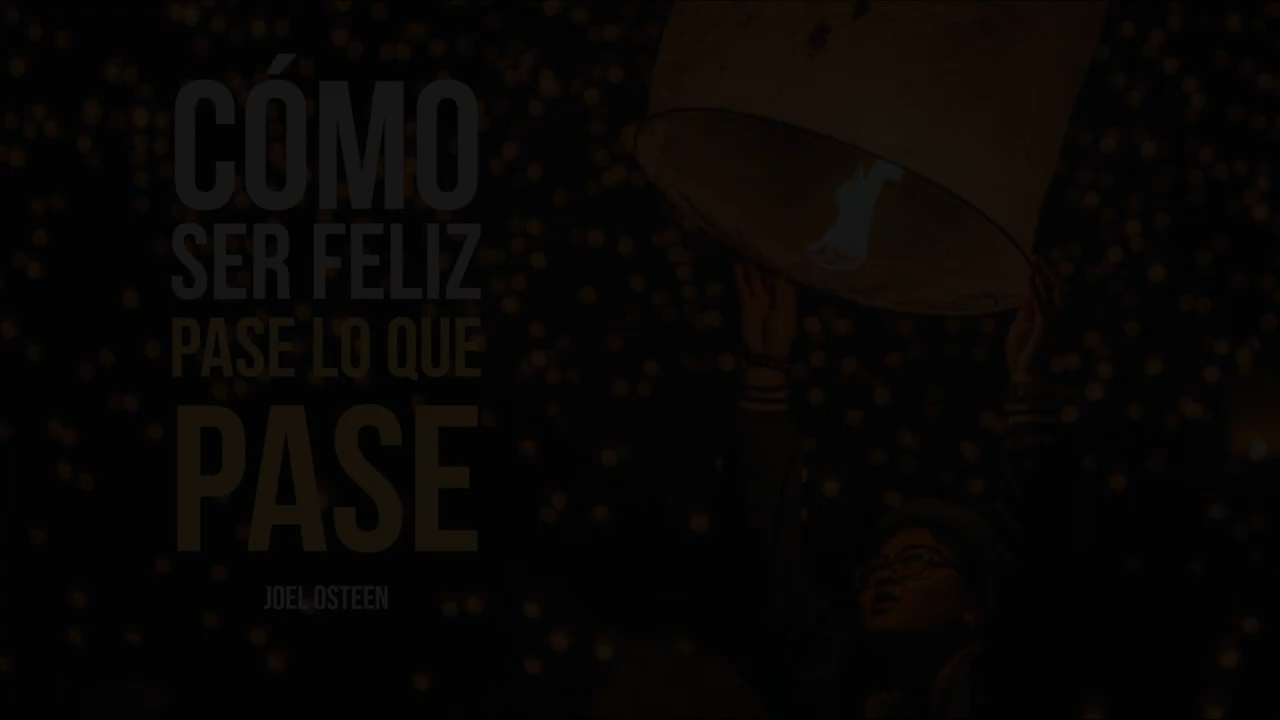 CÓMO
SER FELIZ
PASE LO QUE
PASE
JOEL OSTEEN